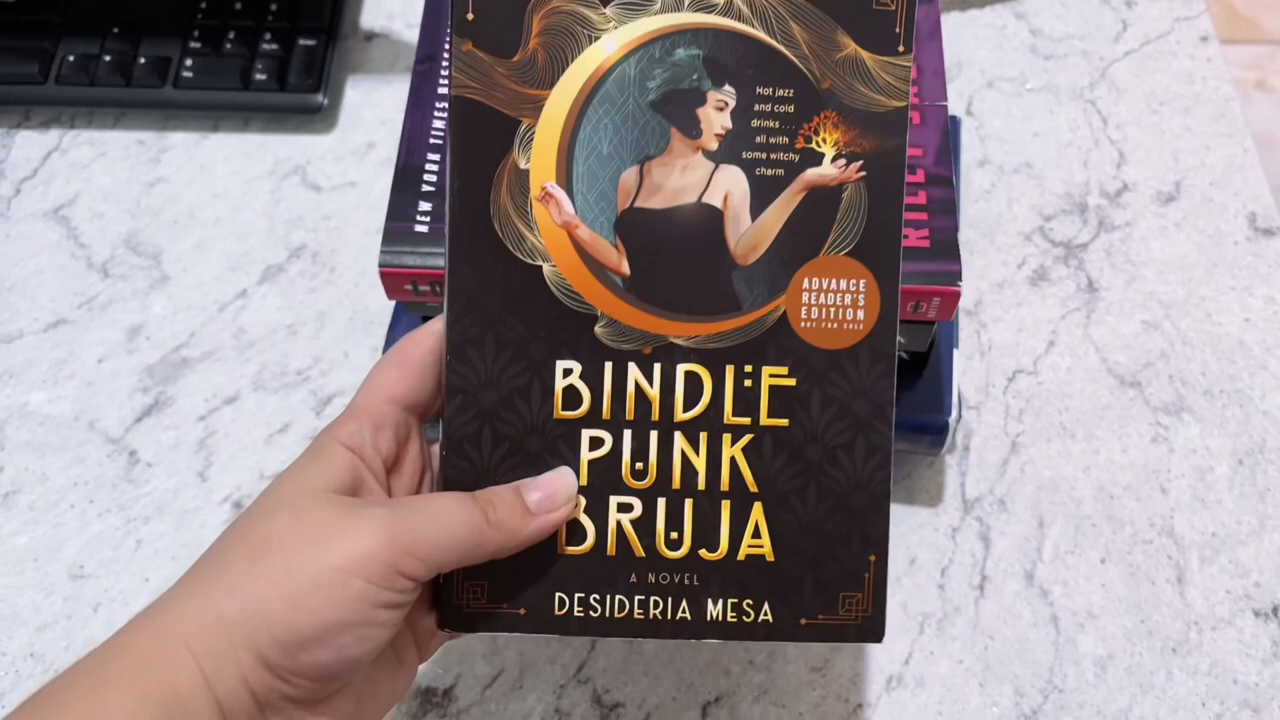 Hot jazz
and cold
drinks . . .
all with
some witchy
charm
ADVANCE
READER'S
EDITION
NOT FOR SALE
BINDLE
PUNK
BRUJA
A NOVEL
DESIDERIA MESA
NEW YORK TIMES
RILEY